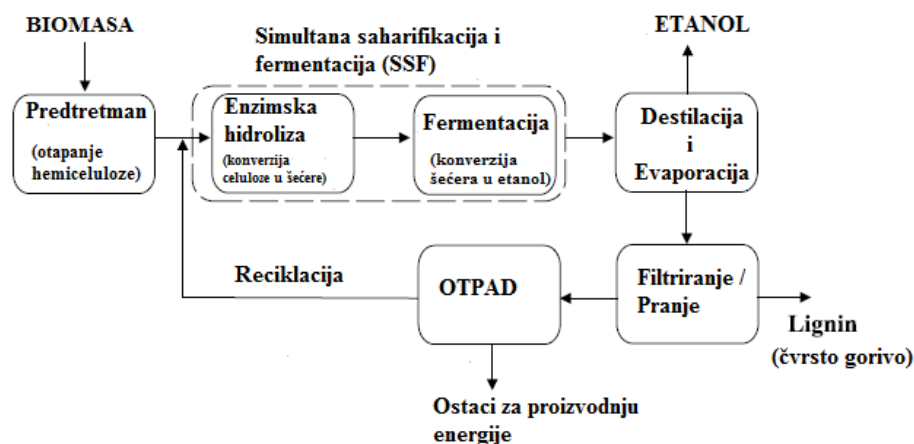 BIOMASA
Simultana saharifikacija i
fermentacija (SSF)
ETANOL
Predtretman
(otapanje
hemiceluloze)
Enzimska
hidroliza
(konverzija
celuloze u šećere)
Fermentacija
(konverzija
šećera u etanol)
Destilacija
i
Evaporacija
Reciklacija
OTPAD
Filtriranje /
Pranje
Lignin
(čvrsto gorivo)
Ostaci za proizvodnju
energije